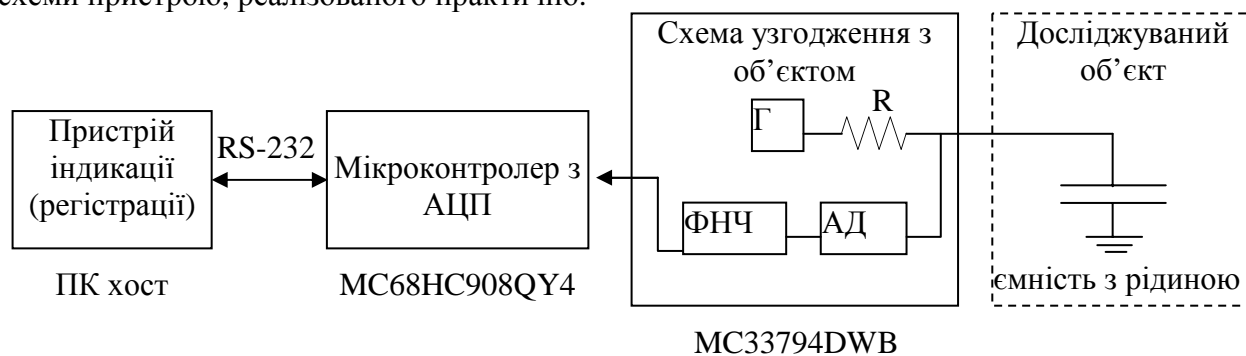 схеми пристрою, реалізованого практично.
Схема узгодження з
об’єктом
Досліджуваний
об’єкт
Г
R
Пристрій
індикації
(регістрації)
RS-232
Мікроконтролер з
АЦП
ФНЧ
АД
ПК хост
MC68HC908QY4
ємність з рідиною
MC33794DWB